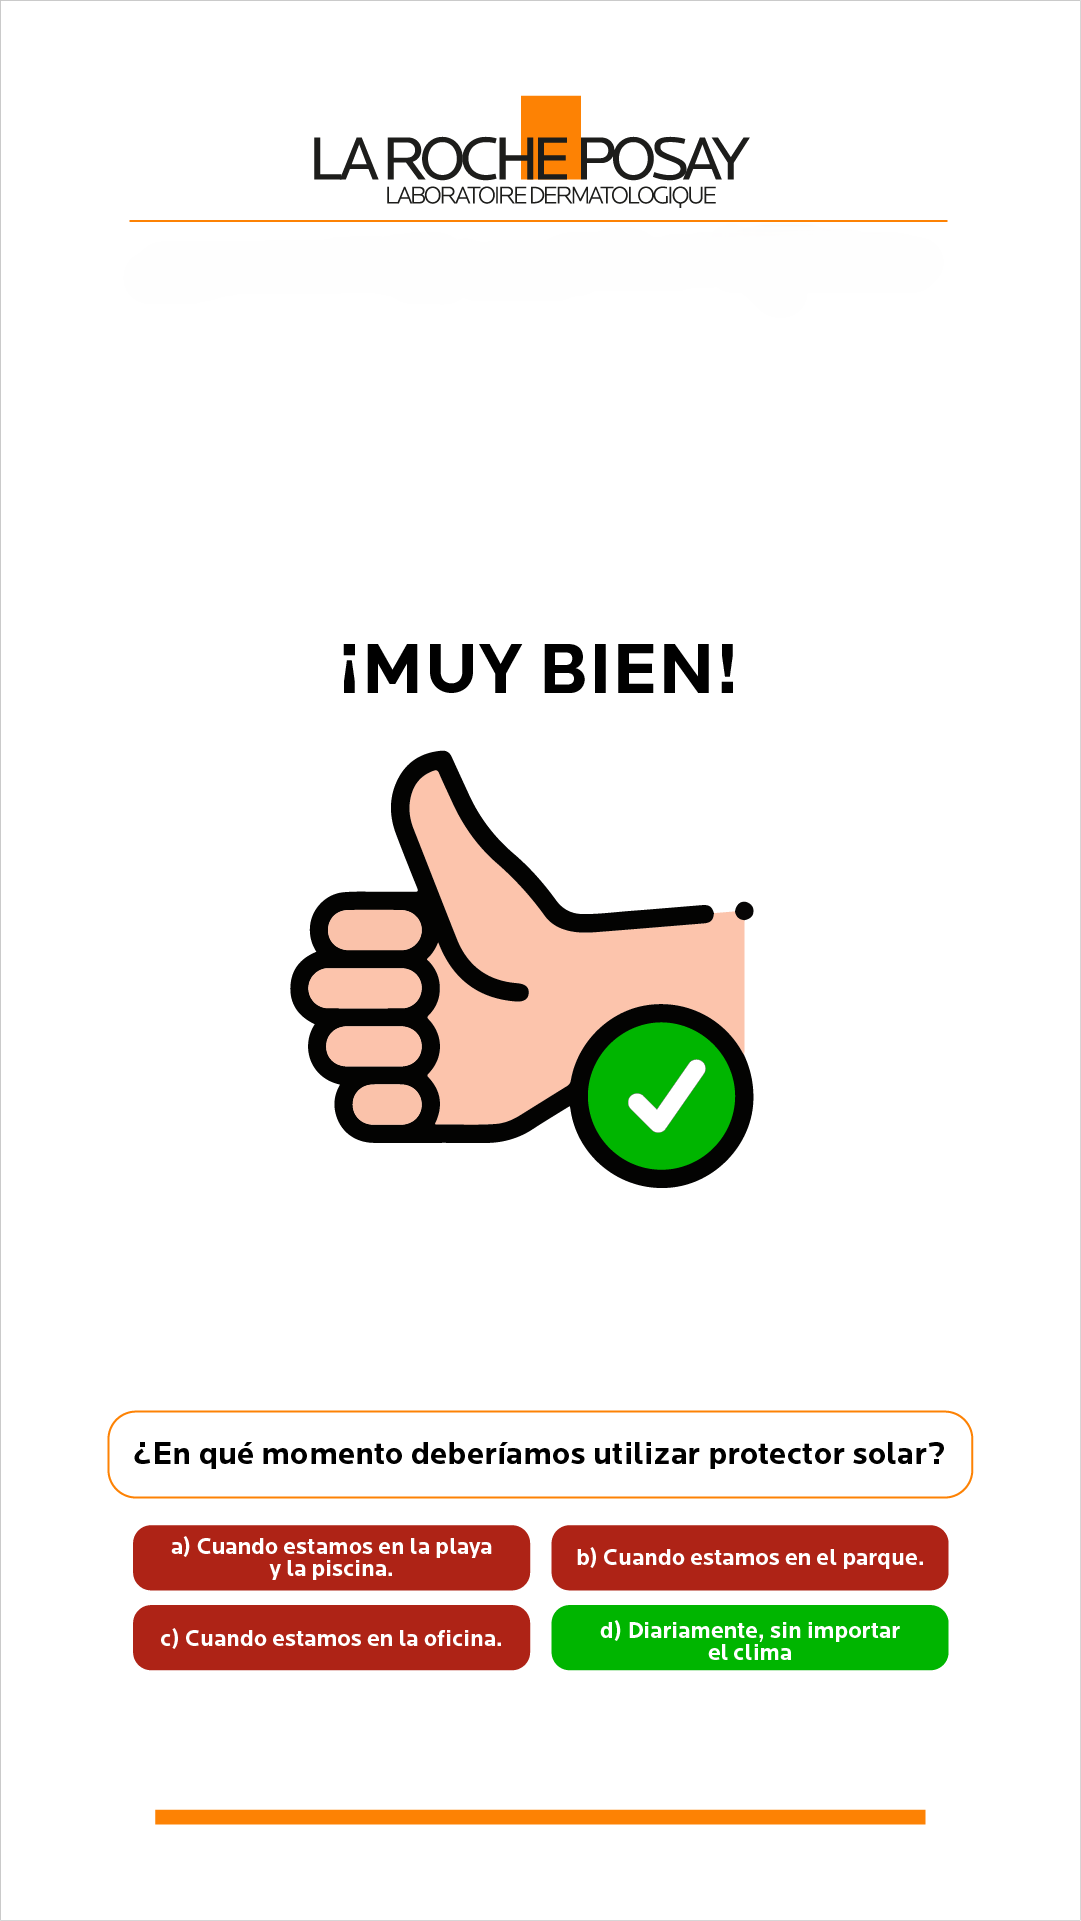 LA ROCHE POSAY
LABORATOIRE DERMATOLOGIQUE
¡MUY BIEN!
¿En qué momento deberíamos utilizar protector solar?
a) Cuando estamos en la playa
y la piscina.
b) Cuando estamos en el parque.
c) Cuando estamos en la oficina.
d) Diariamente, sin importar
el clima